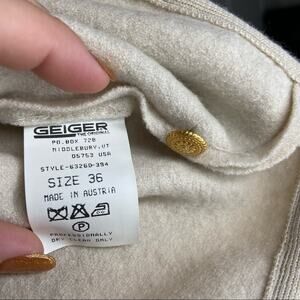 GEIGER
THE ORIGINAL
P.O. BOX 728
MIDDLEBURY, VT
05753 USA
STYLE-63260-394
SIZE 36
MADE IN AUSTRIA
P
PROFESSIONALLY
DRY CLEAN ONLY